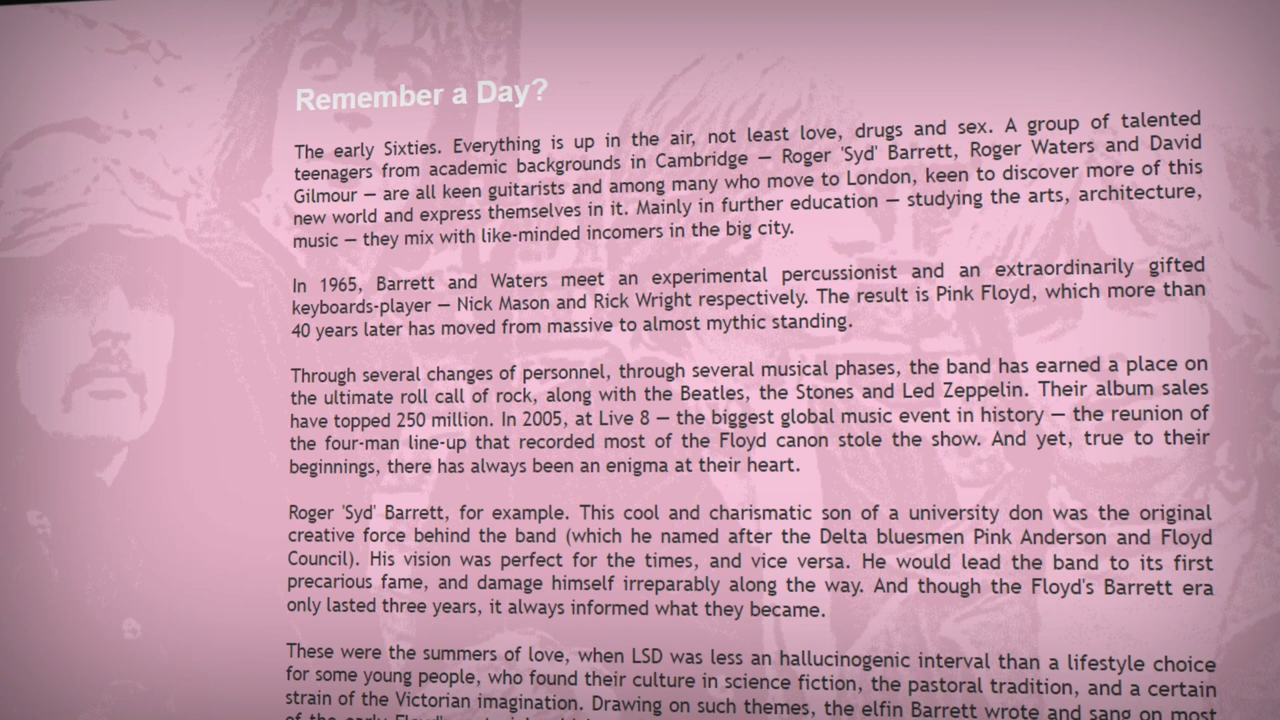 Remember a Day?
The early Sixties. Everything is up in the air, not least love, drugs and sex. A group of talented
teenagers from academic backgrounds in Cambridge — Roger 'Syd' Barrett, Roger Waters and David
Gilmour — are all keen guitarists and among many who move to London, keen to discover more of this
new world and express themselves in it. Mainly in further education — studying the arts, architecture,
music — they mix with like-minded incomers in the big city.
In 1965, Barrett and Waters meet an experimental percussionist and an extraordinarily gifted
keyboards-player — Nick Mason and Rick Wright respectively. The result is Pink Floyd, which more than
40 years later has moved from massive to almost mythic standing.
Through several changes of personnel, through several musical phases, the band has earned a place on
the ultimate roll call of rock, along with the Beatles, the Stones and Led Zeppelin. Their album sales
have topped 250 million. In 2005, at Live 8 — the biggest global music event in history — the reunion of
the four-man line-up that recorded most of the Floyd canon stole the show. And yet, true to their
beginnings, there has always been an enigma at their heart.
Roger 'Syd' Barrett, for example. This cool and charismatic son of a university don was the original
creative force behind the band (which he named after the Delta bluesmen Pink Anderson and Floyd
Council). His vision was perfect for the times, and vice versa. He would lead the band to its first
precarious fame, and damage himself irreparably along the way. And though the Floyd's Barrett era
only lasted three years, it always informed what they became.
These were the summers of love, when LSD was less an hallucinogenic interval than a lifestyle choice
for some young people, who found their culture in science fiction, the pastoral tradition, and a certain
strain of the Victorian imagination. Drawing on such themes, the elfin Barrett wrote and sang on most
of the early Floyd's